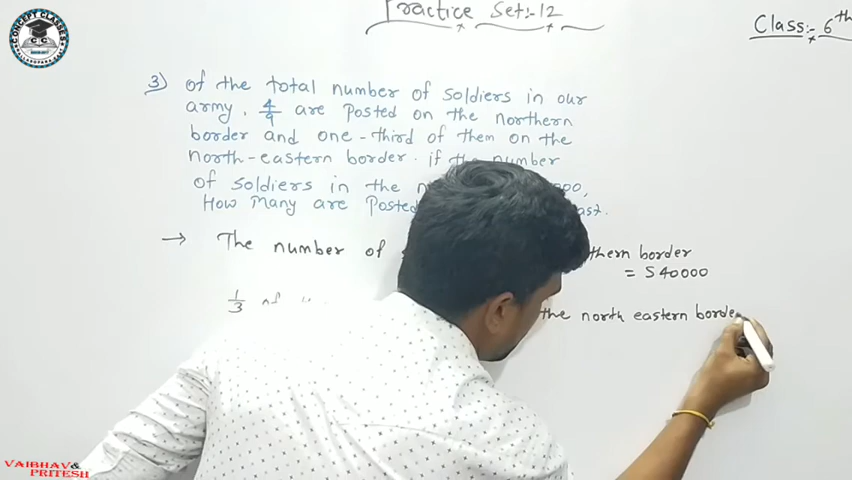 CONCEPT CLASSES
Practice Set:-12
Class:- 6th
3) of the total number of soldiers in our
army. 4/9 are posted on the northern
border and one-third of them on the
north-eastern border. if the number
of soldiers in the
How Many are posted
→ The number of border
= 540000
1/3 of the north eastern border
VAIBHAV &
PRITESH